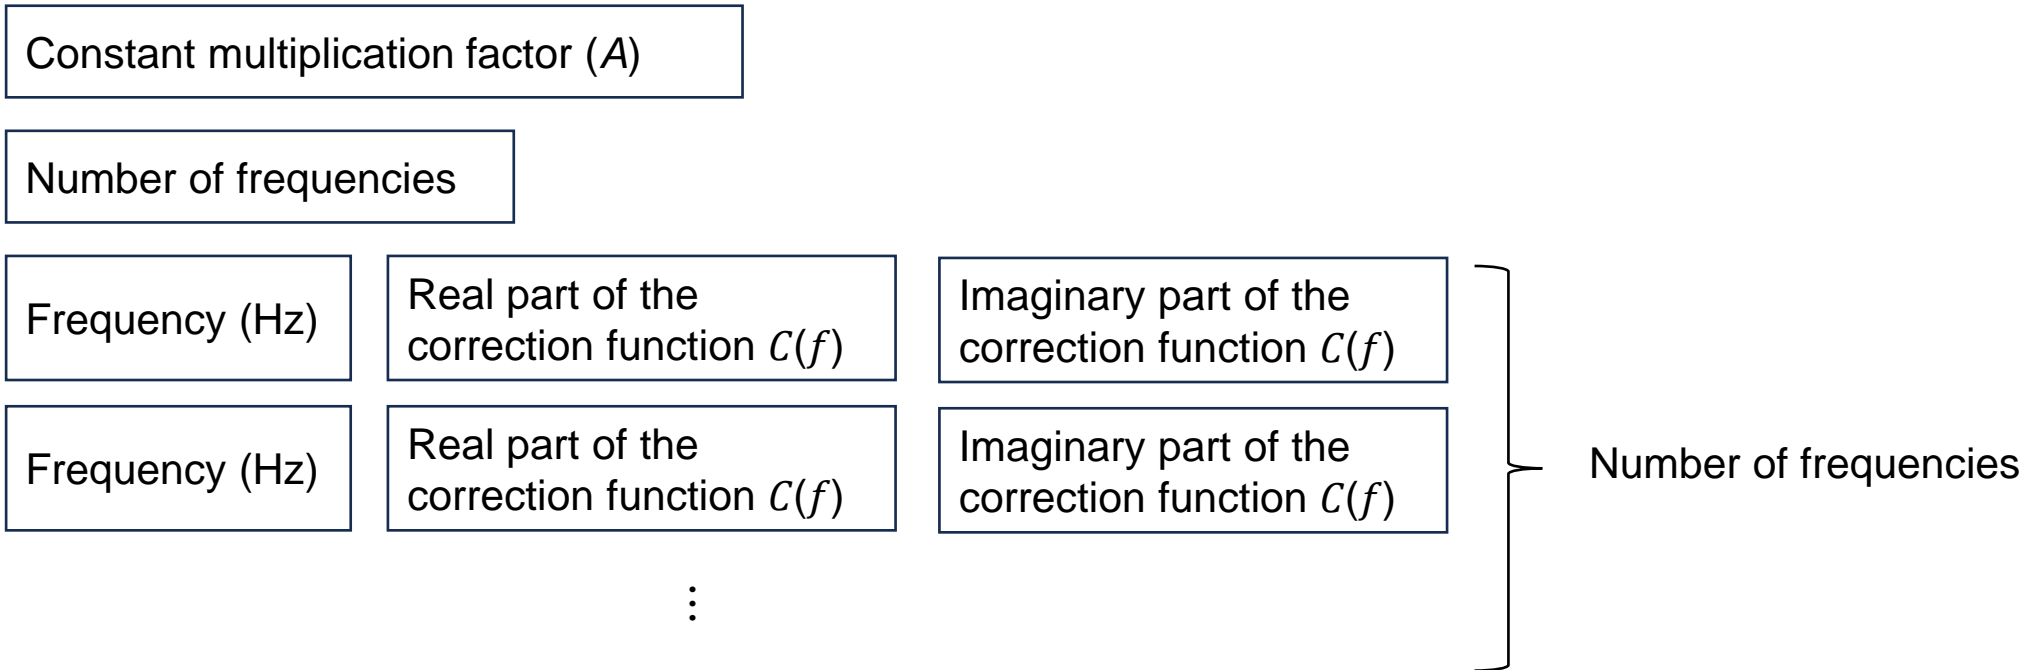 Constant multiplication factor (A)
Number of frequencies
Frequency (Hz)
Real part of the
correction function C(f)
Imaginary part of the
correction function C(f)
Frequency (Hz)
Real part of the
correction function C(f)
Imaginary part of the
correction function C(f)
Number of frequencies
⋮